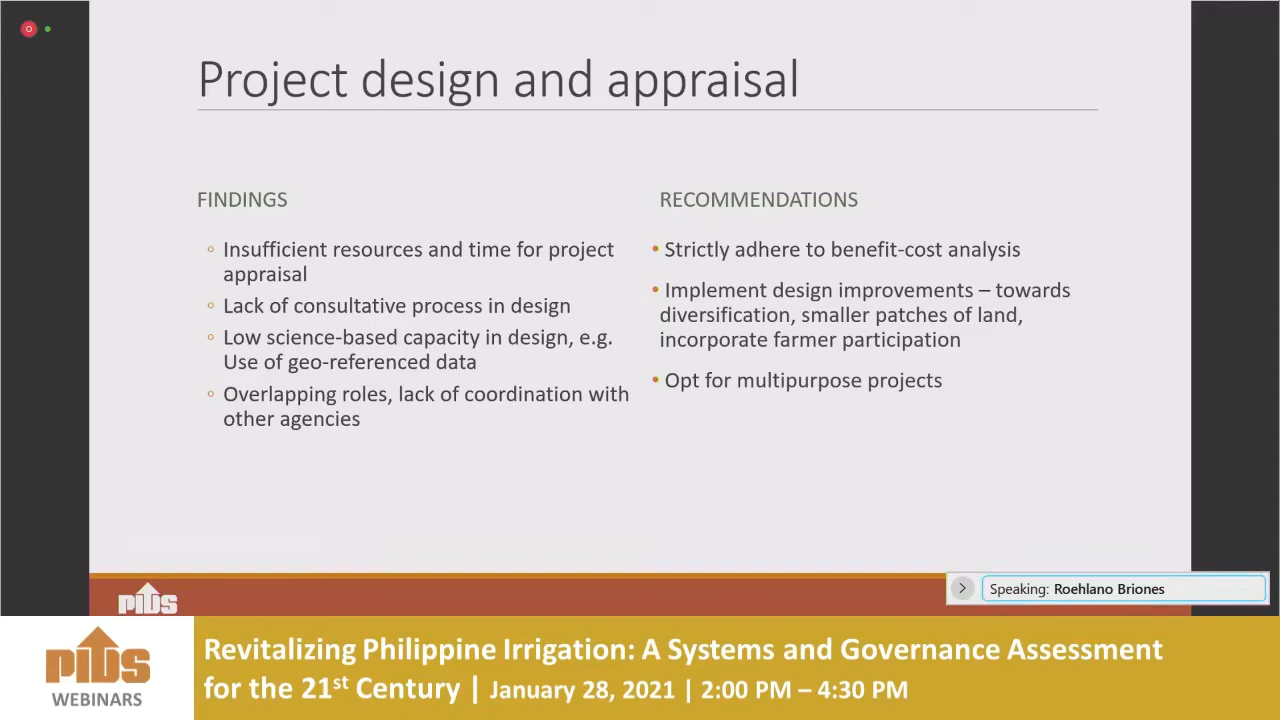 Project design and appraisal
FINDINGS
◦ Insufficient resources and time for project
appraisal
◦ Lack of consultative process in design
◦ Low science-based capacity in design, e.g.
Use of geo-referenced data
◦ Overlapping roles, lack of coordination with
other agencies
RECOMMENDATIONS
• Strictly adhere to benefit-cost analysis
• Implement design improvements – towards
diversification, smaller patches of land,
incorporate farmer participation
• Opt for multipurpose projects
PIDS
Speaking: Roehlano Briones
PIDS
WEBINARS
Revitalizing Philippine Irrigation: A Systems and Governance Assessment
for the 21st Century | January 28, 2021 | 2:00 PM – 4:30 PM